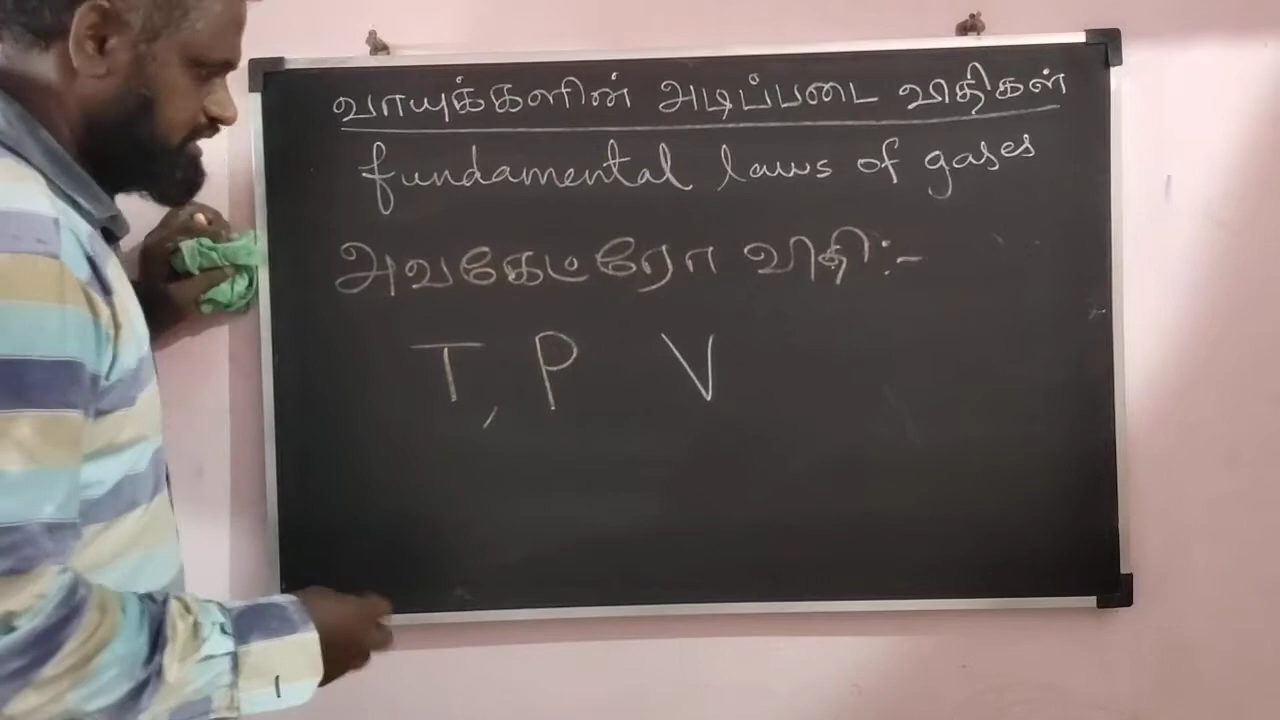 வாயுக்களின் அடிப்படை விதிகள்
fundamental laws of gases
அவகேட்ரோ விதி:-
T, P V